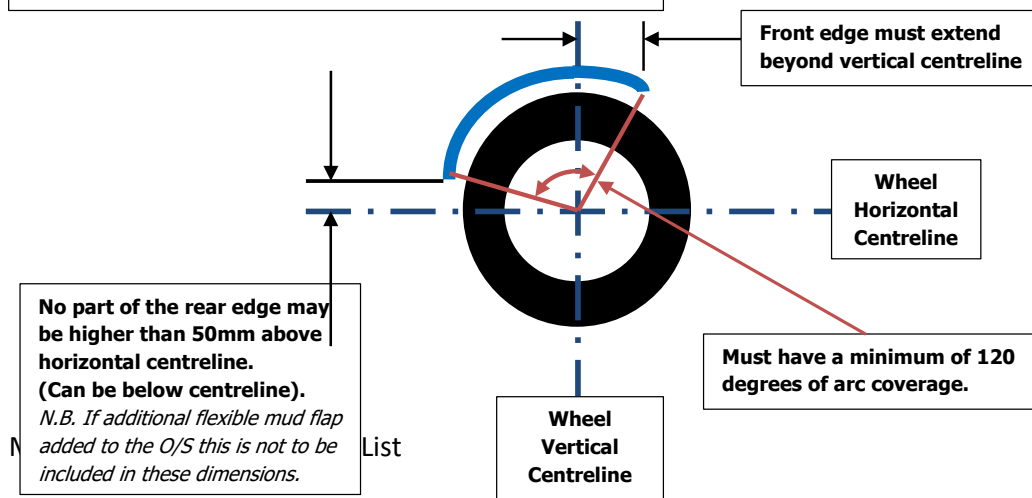 Front edge must extend
beyond vertical centreline
Wheel
Horizontal
Centreline
No part of the rear edge may
be higher than 50mm above
horizontal centreline.
(Can be below centreline).
N.B. If additional flexible mud flap
added to the O/S this is not to be
included in these dimensions.
Must have a minimum of 120
degrees of arc coverage.
Wheel
Vertical
Centreline
List